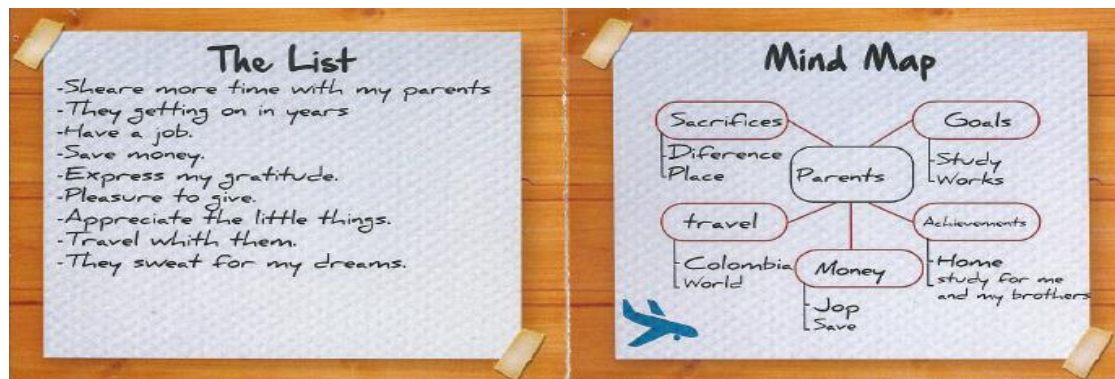 The List
-Sheare more time with my parents
-They getting on in years
-Have a job.
-Save money.
-Express my gratitude.
-Pleasure to give.
-Appreciate the little things.
-Travel whith them.
-They sweat for my dreams.
Mind Map
Sacrifices
-Diference
Place
Goals
-Study
Works
Parents
travel
-Colombia
World
Money
-Jop
Save
Achievements
-Home
study for me
and my brothers